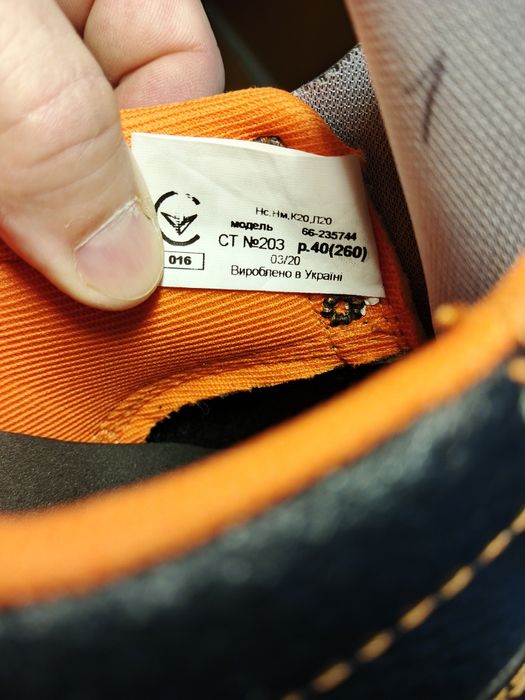 Нс,Нм,К20,Л20
модель 66-235744
СТ №203 р.40(260)
016 03/20
Вироблено в Україні